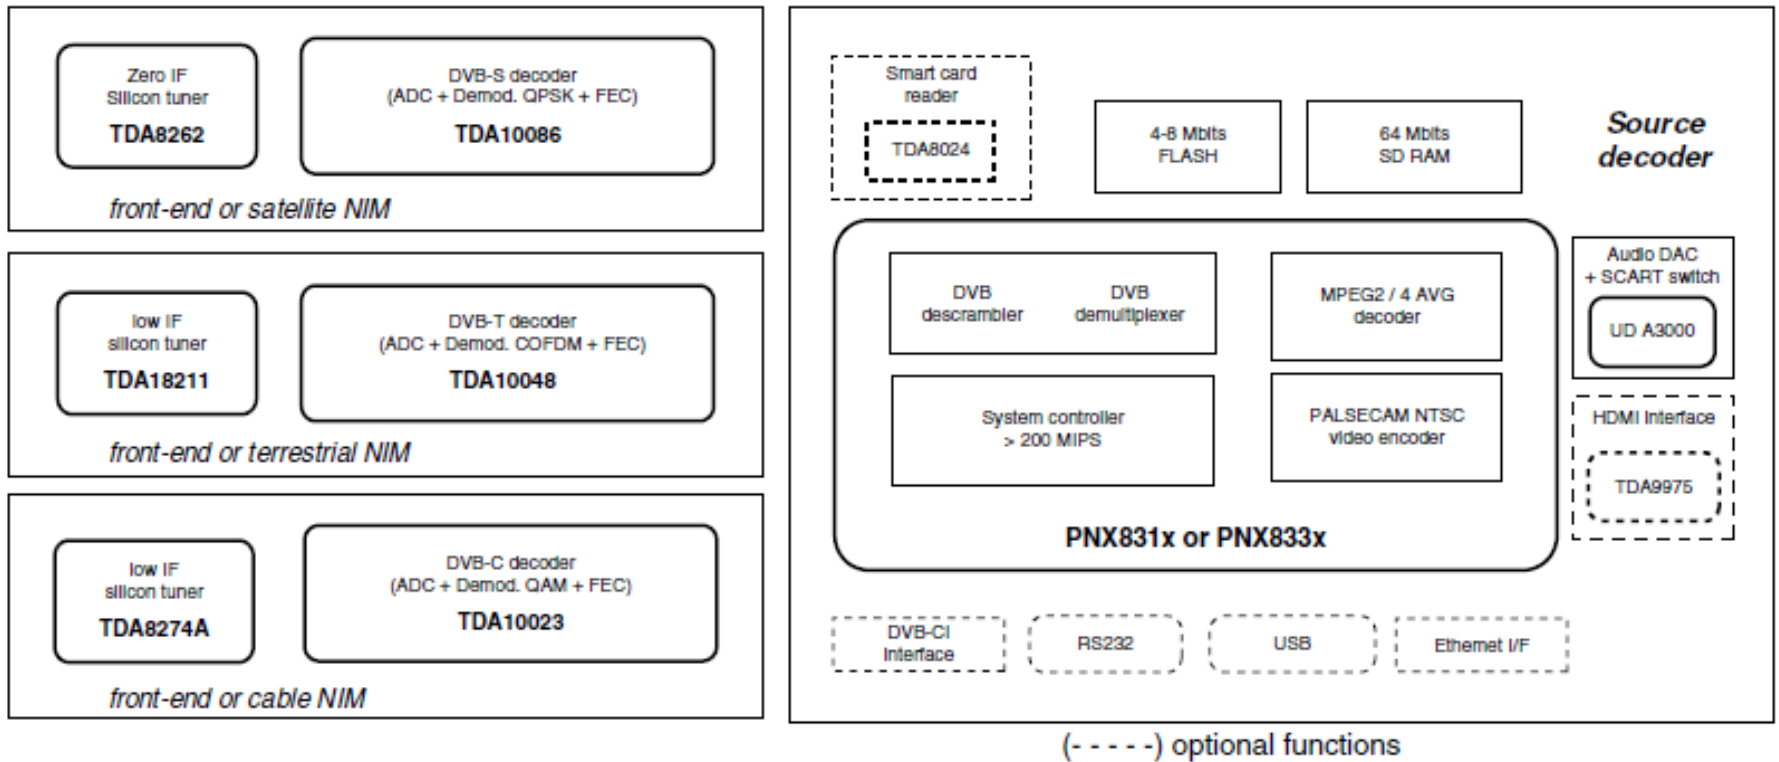 Zero IF
Silicon tuner
TDA8262
DVB-S decoder
(ADC + Demod. QPSK + FEC)
TDA10086
front-end or satellite NIM
low IF
silicon tuner
TDA18211
DVB-T decoder
(ADC + Demod. COFDM + FEC)
TDA10048
front-end or terrestrial NIM
low IF
silicon tuner
TDA8274A
DVB-C decoder
(ADC + Demod. QAM + FEC)
TDA10023
front-end or cable NIM
Smart card
reader
TDA8024
4-8 Mbits
FLASH
64 Mbits
SD RAM
Source
decoder
DVB
descrambler
DVB
demultiplexer
MPEG2 / 4 AVG
decoder
System controller
> 200 MIPS
PALSECAM NTSC
video encoder
PNX831x or PNX833x
Audio DAC
+ SCART switch
UD A3000
HDMI Interface
TDA9975
DVB-CI
Interface
RS232
USB
Ethernet I/F
(- - - - -) optional functions